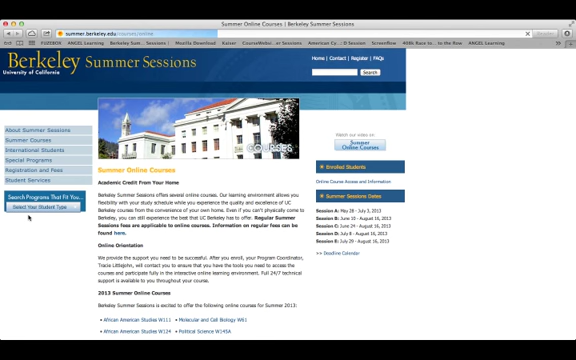 Summer Online Courses | Berkeley Summer Sessions
summer.berkeley.edu/courses/online
FUZEBOX ANGEL Learning Berkeley Sum... Sessions Mozilla Download Kaiser CourseWebc...er Sessions American Cy...D Session Screenflow to the Row ANGEL Learning
Berkeley Summer Sessions
University of California
Home | Contact | Register | FAQs
Search
About Summer Sessions
Summer Courses
International Students
Special Programs
Registration and Fees
Student Services
Search Programs That Fit You...
Select Your Student Type
COURSES
Summer Online Courses
Academic Credit From Your Home
Berkeley Summer Sessions offers several online courses. Our learning environment allows you
flexibility with your study schedule while you experience the quality and excellence of UC
Berkeley courses from the convenience of your own home. Even if you can't physically come to
Berkeley, you can still experience the best that UC Berkeley has to offer. Regular Summer
Sessions fees are applicable to online courses. Information on regular fees can be
found here.
Online Orientation
We provide the support you need to be successful. After you enroll, your Program Coordinator,
Tracie Littlejohn, will contact you to ensure that you have the tools you need to access the
courses and participate fully in the interactive online learning environment. Full 24/7 technical
support is available to you throughout your course.
2013 Summer Online Courses
Berkeley Summer Sessions is excited to offer the following online courses for Summer 2013:
• African American Studies W111 • Molecular and Cell Biology W61
• African American Studies W124 • Political Science W145A
Watch our video on:
Summer
Online Courses
Enrolled Students
Online Course Access and Information
Summer Sessions Dates
Session A: May 28 - July 3, 2013
Session B: June 10 - August 16, 2013
Session C: June 24 - August 16, 2013
Session D: July 8 - August 16, 2013
Session E: July 29 - August 16, 2013
>> Deadline Calendar